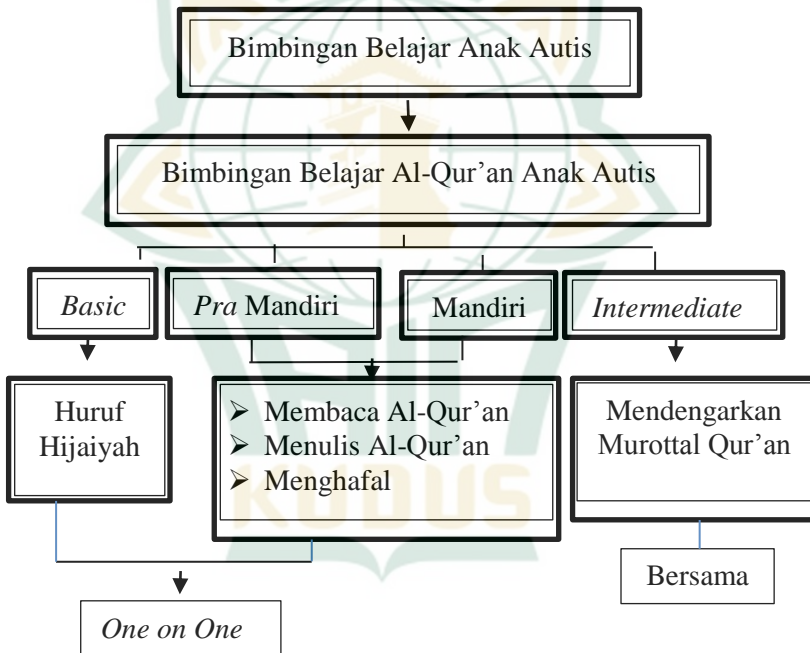 Bimbingan Belajar Anak Autis
Bimbingan Belajar Al-Qur’an Anak Autis
Basic
Pra Mandiri
Mandiri
Intermediate
Huruf
Hijaiyah
➢ Membaca Al-Qur’an
➢ Menulis Al-Qur’an
➢ Menghafal
Mendengarkan
Murottal Qur’an
KUDUS
One on One
Bersama